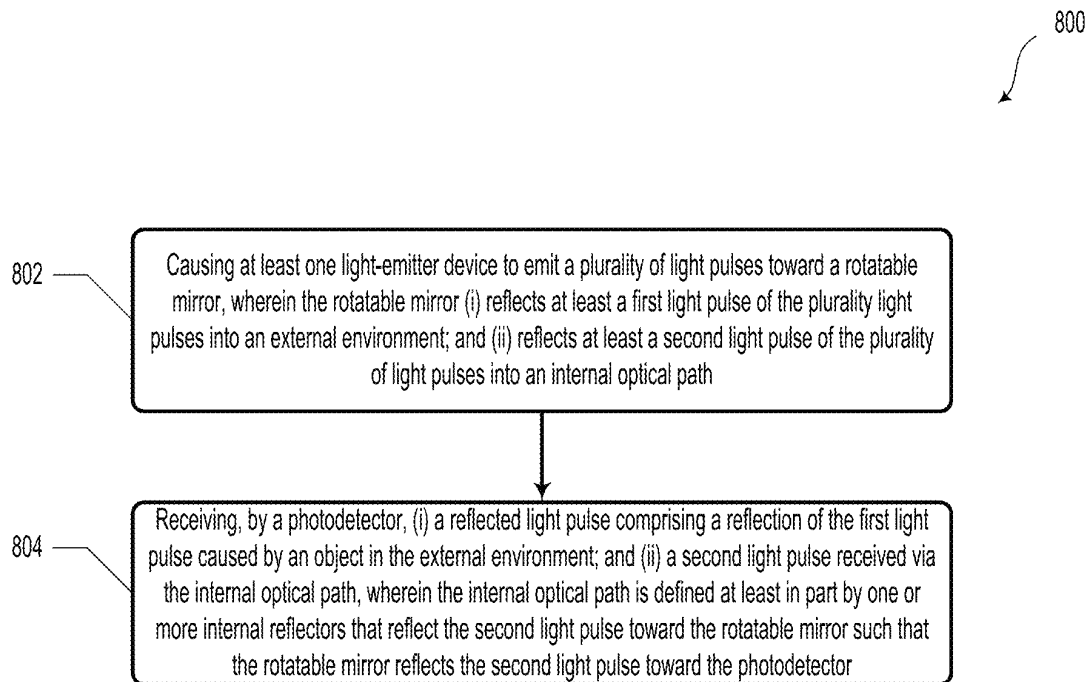 800
802
Causing at least one light-emitter device to emit a plurality of light pulses toward a rotatable
mirror, wherein the rotatable mirror (i) reflects at least a first light pulse of the plurality light
pulses into an external environment; and (ii) reflects at least a second light pulse of the plurality
of light pulses into an internal optical path
804
Receiving, by a photodetector, (i) a reflected light pulse comprising a reflection of the first light
pulse caused by an object in the external environment; and (ii) a second light pulse received via
the internal optical path, wherein the internal optical path is defined at least in part by one or
more internal reflectors that reflect the second light pulse toward the rotatable mirror such that
the rotatable mirror reflects the second light pulse toward the photodetector